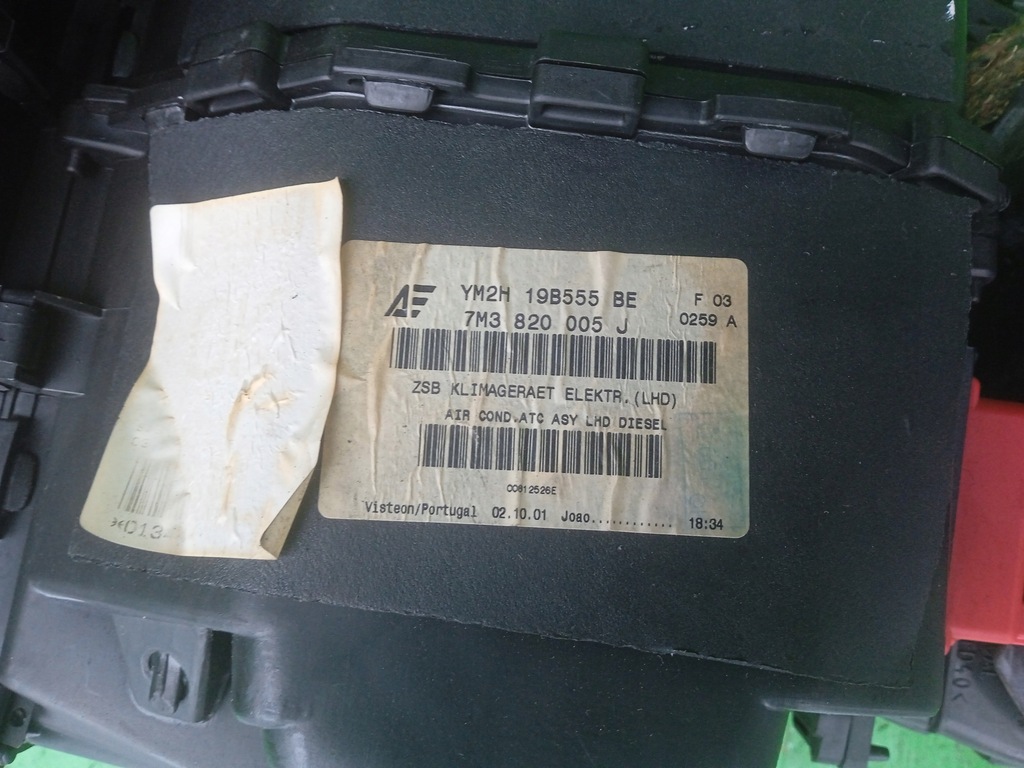 AE YM2H 19B555 BE F 03
7M3 820 005 J 0259 A
ZSB KLIMAGERAET ELEKTR.(LHD)
AIR COND.ATC ASY LHD DIESEL
00812526E
Visteon/Portugal 02.10.01 Joao............ 18:34